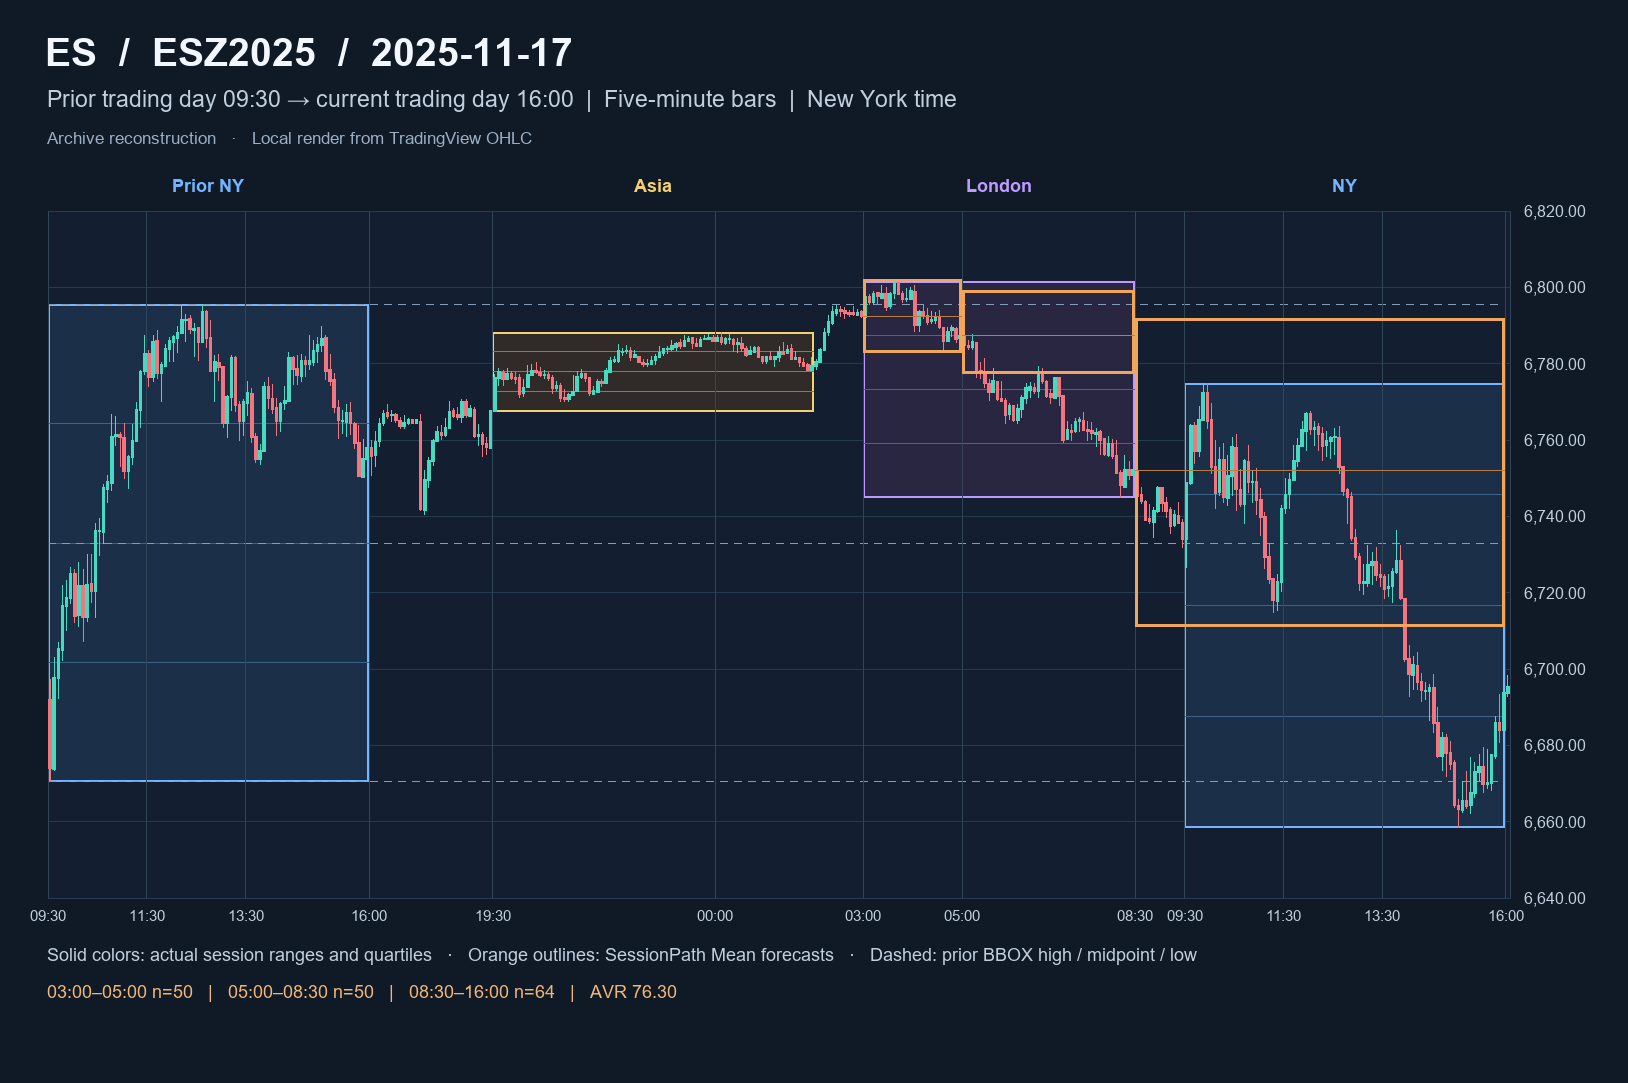 ES / ESZ2025 / 2025-11-17
Prior trading day 09:30 → current trading day 16:00 | Five-minute bars | New York time
Archive reconstruction · Local render from TradingView OHLC
Prior NY Asia London NY
6,820.00
6,800.00
6,780.00
6,760.00
6,740.00
6,720.00
6,700.00
6,680.00
6,660.00
6,640.00
09:30 11:30 13:30 16:00 19:30 00:00 03:00 05:00 08:30 09:30 11:30 13:30 16:00
Solid colors: actual session ranges and quartiles · Orange outlines: SessionPath Mean forecasts · Dashed: prior BBOX high / midpoint / low
03:00–05:00 n=50 | 05:00–08:30 n=50 | 08:30–16:00 n=64 | AVR 76.30